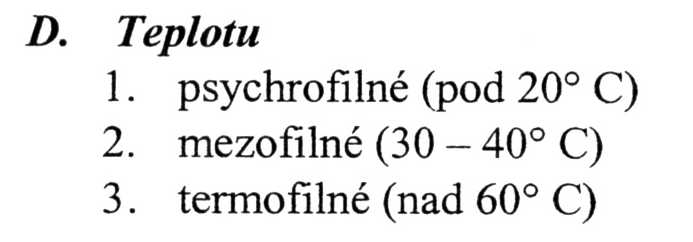 D. Teplotu
1. psychrofilné (pod 20° C)
2. mezofilné (30 – 40° C)
3. termofilné (nad 60° C)